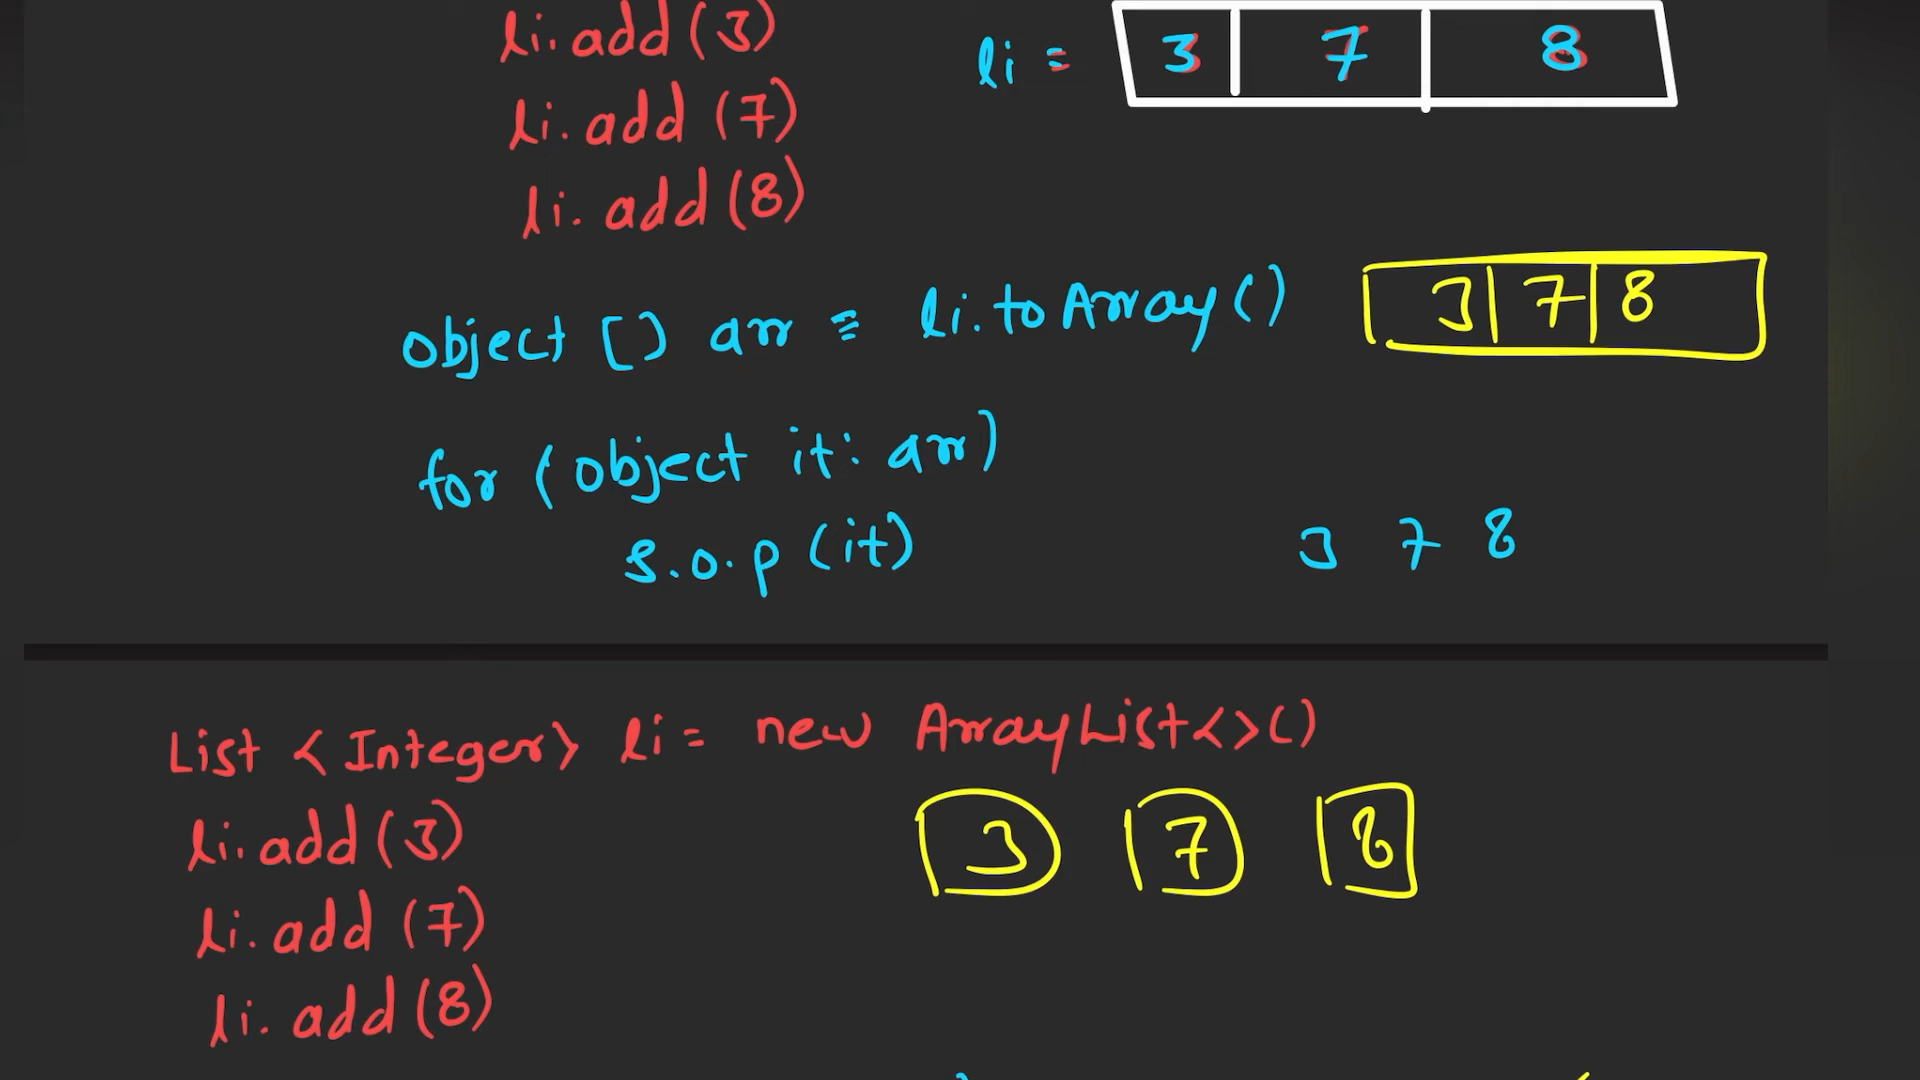 li.add(3)
li = 3 7 8
li.add(7)
li.add(8)
object [] arr = li.toArray() 3 7 8
for (object it: arr)
S.o.p (it) 3 7 8
List <Integer> li = new ArrayList<>()
li.add(3) 3 7 8
li.add(7)
li.add(8)